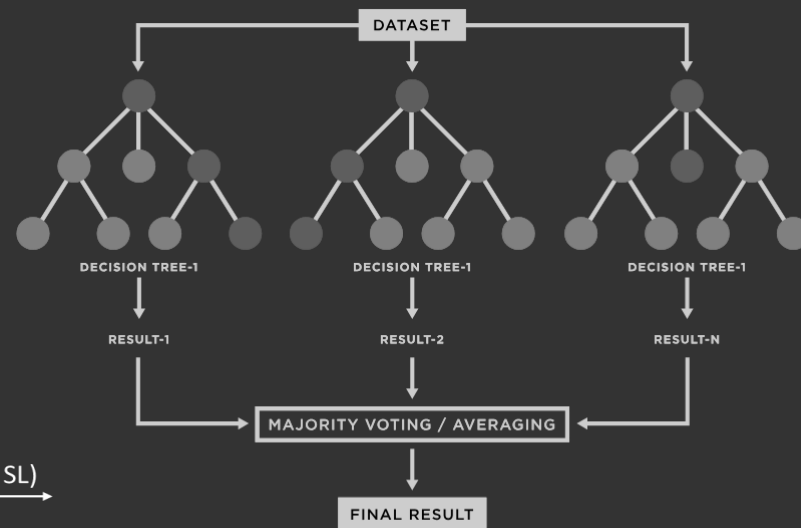 DATASET
DECISION TREE-1
DECISION TREE-1
DECISION TREE-1
RESULT-1
RESULT-2
RESULT-N
MAJORITY VOTING / AVERAGING
SL)
FINAL RESULT